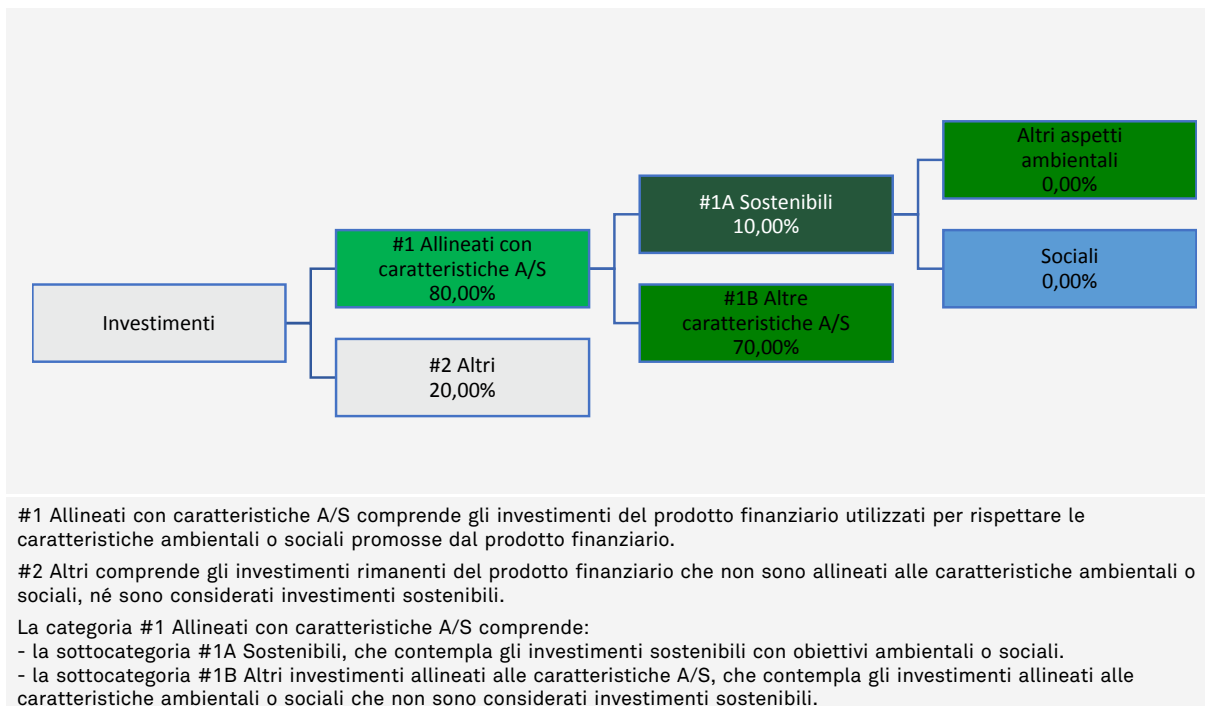 Investimenti
#1 Allineati con
caratteristiche A/S
80,00%
#2 Altri
20,00%
#1A Sostenibili
10,00%
#1B Altre
caratteristiche A/S
70,00%
Altri aspetti
ambientali
0,00%
Sociali
0,00%
#1 Allineati con caratteristiche A/S comprende gli investimenti del prodotto finanziario utilizzati per rispettare le
caratteristiche ambientali o sociali promosse dal prodotto finanziario.
#2 Altri comprende gli investimenti rimanenti del prodotto finanziario che non sono allineati alle caratteristiche ambientali o
sociali, né sono considerati investimenti sostenibili.
La categoria #1 Allineati con caratteristiche A/S comprende:
- la sottocategoria #1A Sostenibili, che contempla gli investimenti sostenibili con obiettivi ambientali o sociali.
- la sottocategoria #1B Altri investimenti allineati alle caratteristiche A/S, che contempla gli investimenti allineati alle
caratteristiche ambientali o sociali che non sono considerati investimenti sostenibili.